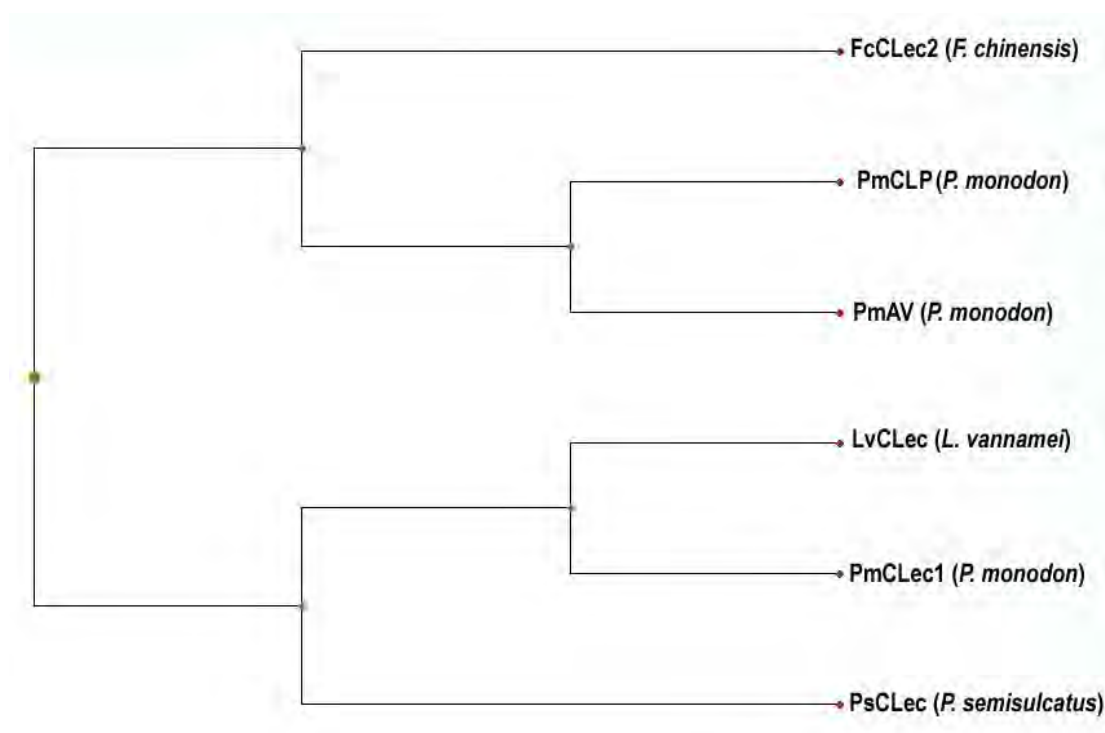 FcCLec2 (F. chinensis)
PmCLP (P. monodon)
PmAV (P. monodon)
LvCLec (L. vannamei)
PmCLec1 (P. monodon)
PsCLec (P. semisulcatus)